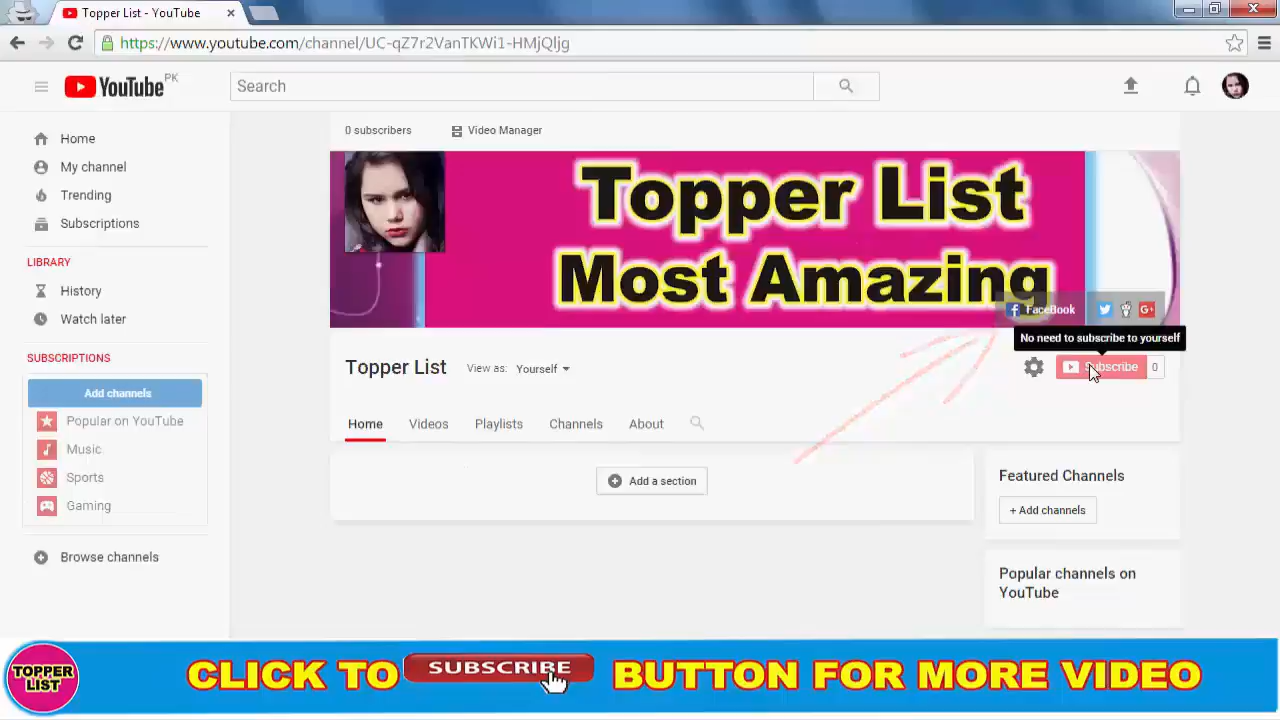 Topper List - YouTube
https://www.youtube.com/channel/UC-qZ7r2VanTKWi1-HMjQljg
YouTube PK
Search
Home
My channel
Trending
Subscriptions
LIBRARY
History
Watch later
SUBSCRIPTIONS
Add channels
Popular on YouTube
Music
Sports
Gaming
Browse channels
0 subscribers
Video Manager
Topper List
Most Amazing
FaceBook
No need to subscribe to yourself
Topper List
View as: Yourself
Subscribe 0
Home Videos Playlists Channels About
Add a section
Featured Channels
+ Add channels
Popular channels on
YouTube
TOPPER
LIST
CLICK TO SUBSCRIBE BUTTON FOR MORE VIDEO